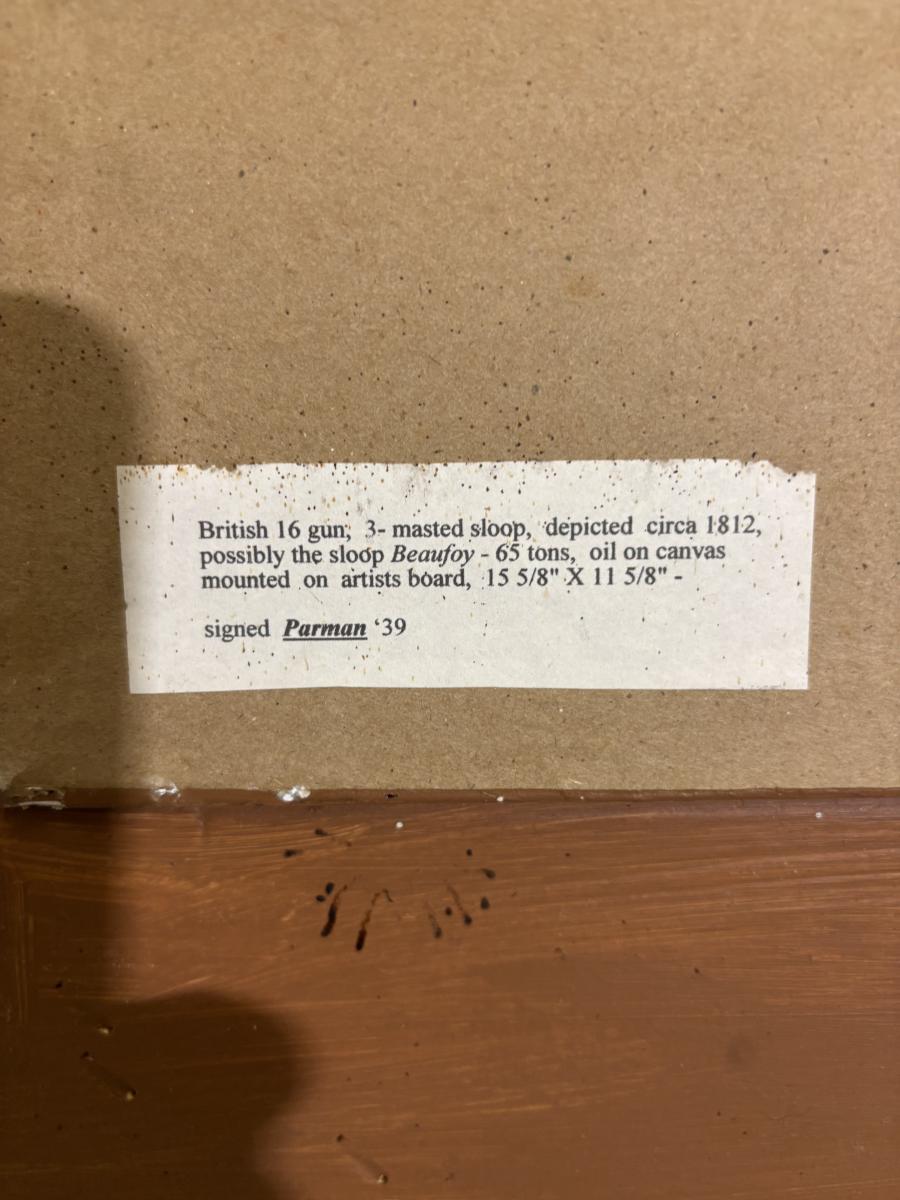 British 16 gun, 3- masted sloop, depicted circa 1812,
possibly the sloop Beaufoy - 65 tons, oil on canvas
mounted on artists board, 15 5/8" X 11 5/8" -
signed Parman ‘39